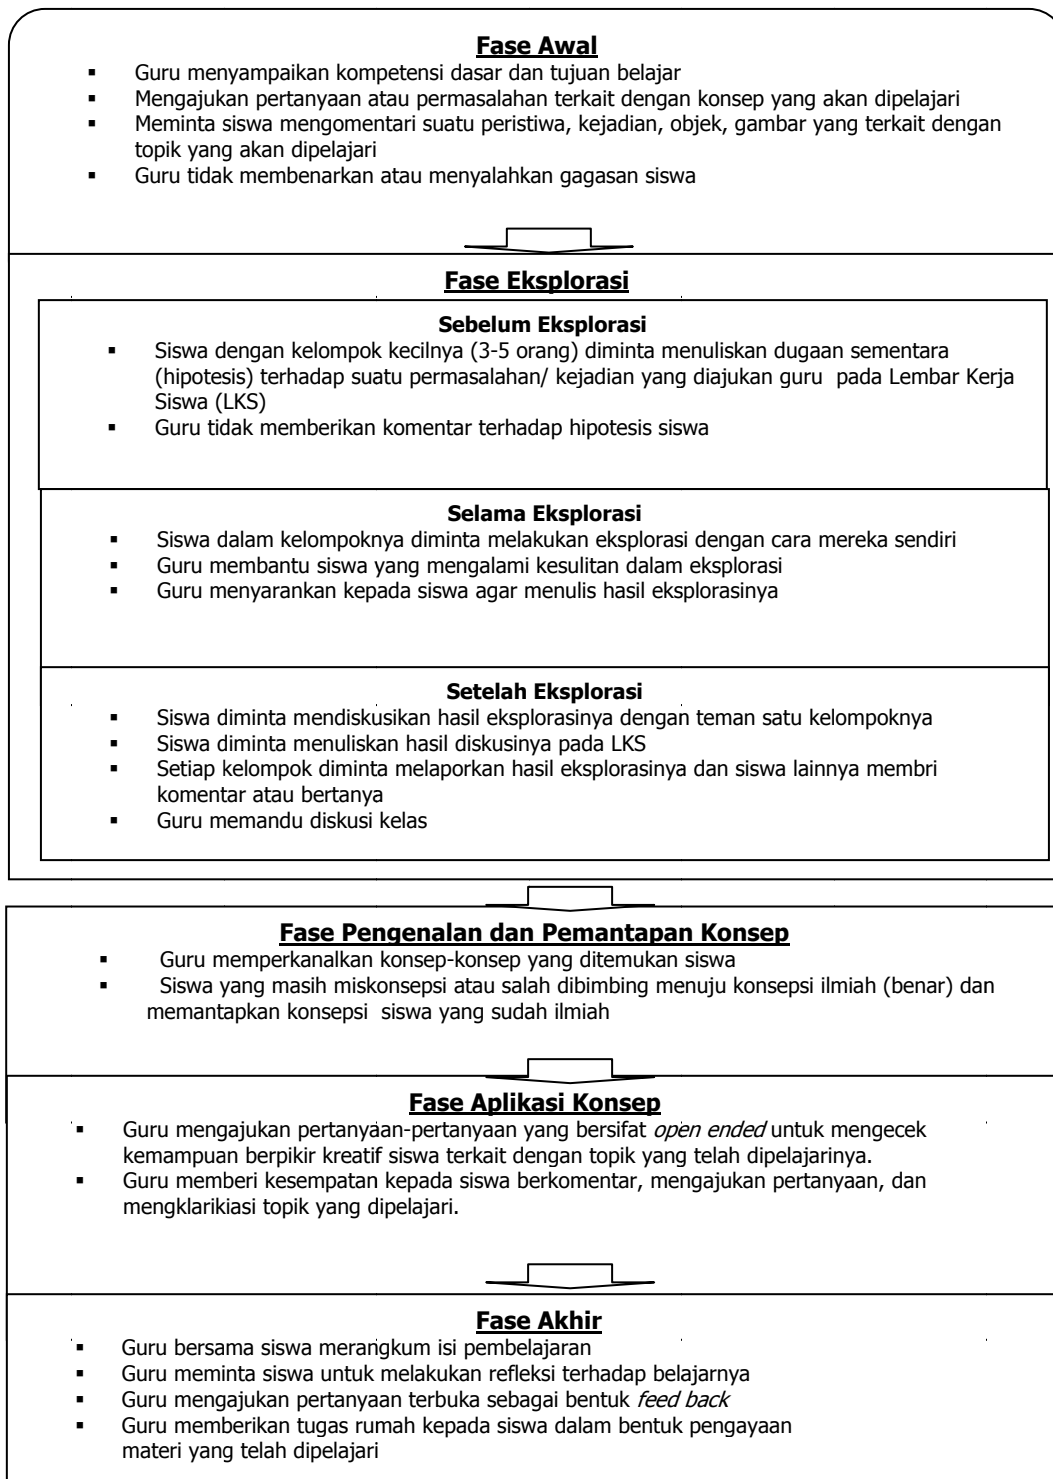 Fase Awal
▪ Guru menyampaikan kompetensi dasar dan tujuan belajar
▪ Mengajukan pertanyaan atau permasalahan terkait dengan konsep yang akan dipelajari
▪ Meminta siswa mengomentari suatu peristiwa, kejadian, objek, gambar yang terkait dengan
topik yang akan dipelajari
▪ Guru tidak membenarkan atau menyalahkan gagasan siswa
Fase Eksplorasi
Sebelum Eksplorasi
▪ Siswa dengan kelompok kecilnya (3-5 orang) diminta menuliskan dugaan sementara
(hipotesis) terhadap suatu permasalahan/ kejadian yang diajukan guru pada Lembar Kerja
Siswa (LKS)
▪ Guru tidak memberikan komentar terhadap hipotesis siswa
Selama Eksplorasi
▪ Siswa dalam kelompoknya diminta melakukan eksplorasi dengan cara mereka sendiri
▪ Guru membantu siswa yang mengalami kesulitan dalam eksplorasi
▪ Guru menyarankan kepada siswa agar menulis hasil eksplorasinya
Setelah Eksplorasi
▪ Siswa diminta mendiskusikan hasil eksplorasinya dengan teman satu kelompoknya
▪ Siswa diminta menuliskan hasil diskusinya pada LKS
▪ Setiap kelompok diminta melaporkan hasil eksplorasinya dan siswa lainnya membri
komentar atau bertanya
▪ Guru memandu diskusi kelas
Fase Pengenalan dan Pemantapan Konsep
▪ Guru memperkanalkan konsep-konsep yang ditemukan siswa
▪ Siswa yang masih miskonsepsi atau salah dibimbing menuju konsepsi ilmiah (benar) dan
memantapkan konsepsi siswa yang sudah ilmiah
Fase Aplikasi Konsep
▪ Guru mengajukan pertanyaan-pertanyaan yang bersifat open ended untuk mengecek
kemampuan berpikir kreatif siswa terkait dengan topik yang telah dipelajarinya.
▪ Guru memberi kesempatan kepada siswa berkomentar, mengajukan pertanyaan, dan
mengklarikiasi topik yang dipelajari.
Fase Akhir
▪ Guru bersama siswa merangkum isi pembelajaran
▪ Guru meminta siswa untuk melakukan refleksi terhadap belajarnya
▪ Guru mengajukan pertanyaan terbuka sebagai bentuk feed back
▪ Guru memberikan tugas rumah kepada siswa dalam bentuk pengayaan
materi yang telah dipelajari